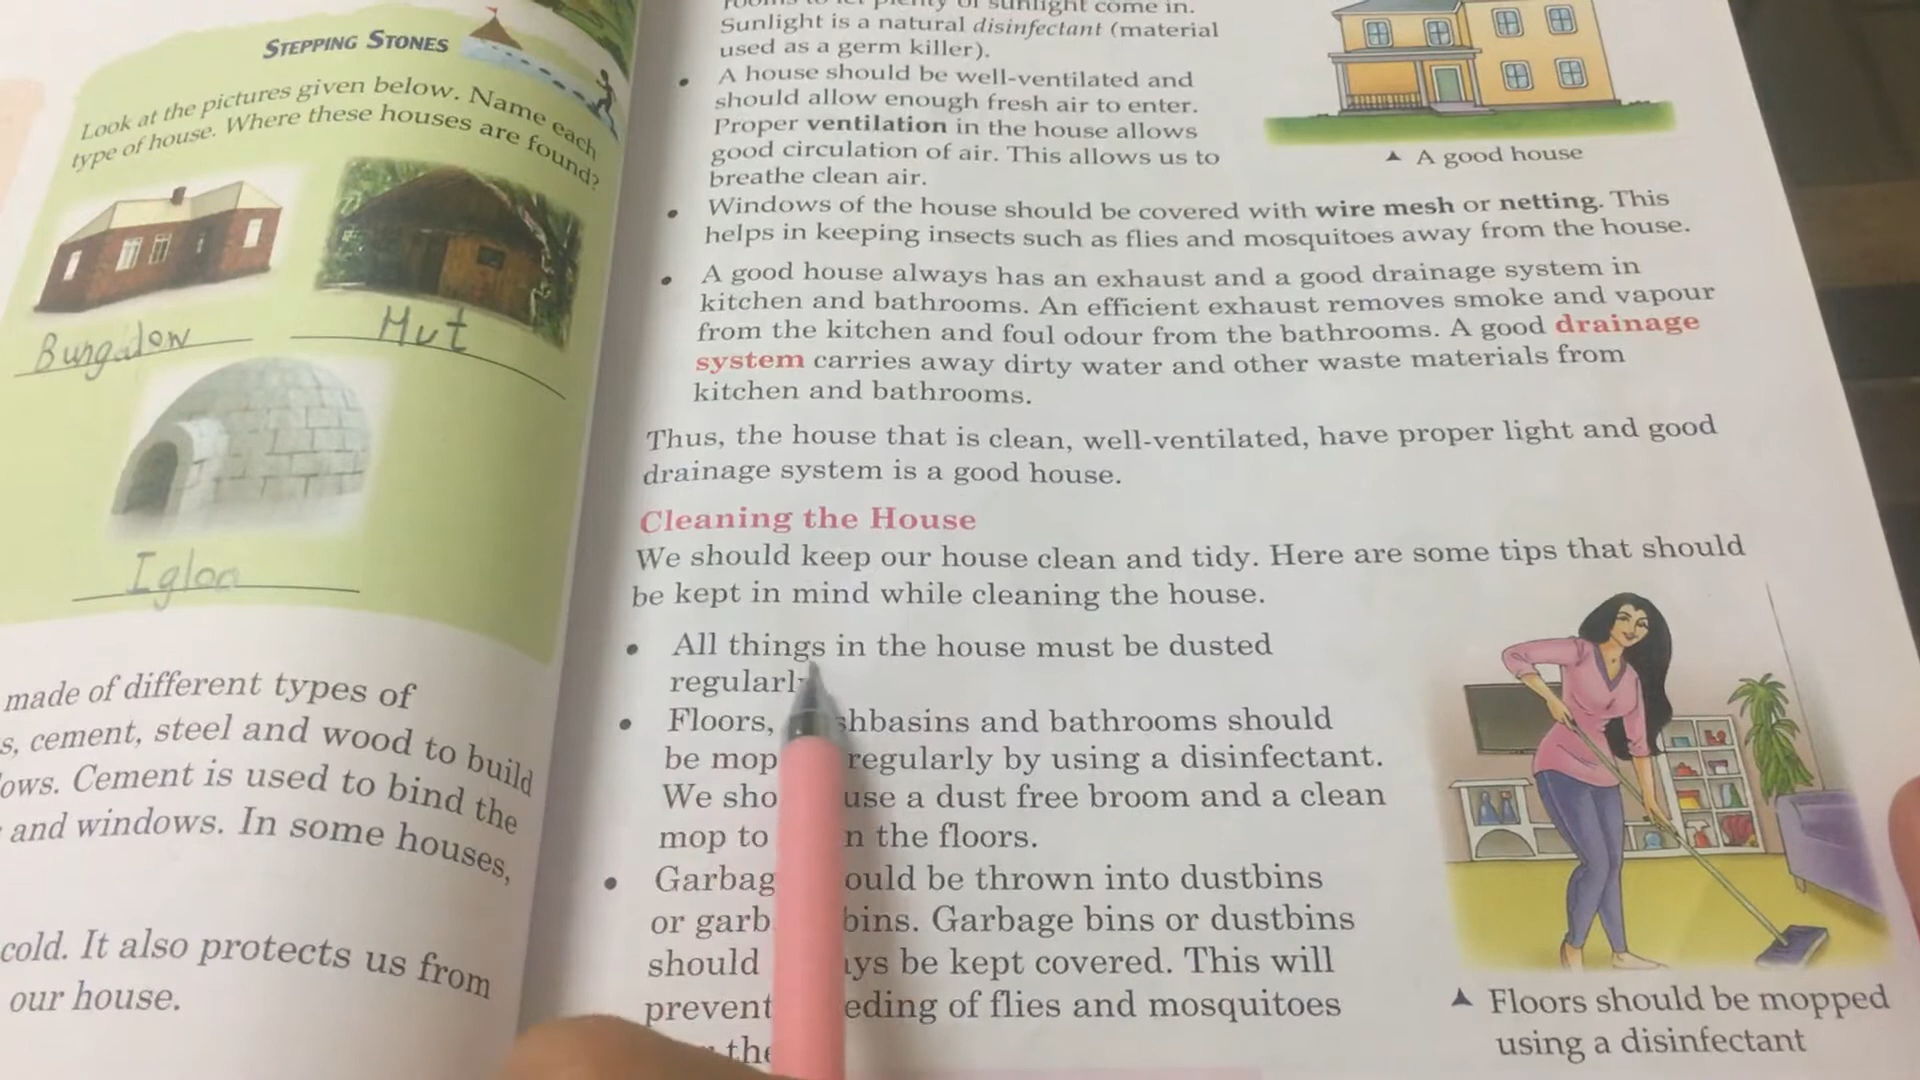 STEPPING STONES
Look at the pictures given below. Name each
type of house. Where these houses are found?
Bungalow
Hut
Igloo
made of different types of
s, cement, steel and wood to build
ows. Cement is used to bind the
and windows. In some houses,
cold. It also protects us from
our house.
rooms to let plenty of sunlight come in.
Sunlight is a natural disinfectant (material
used as a germ killer).
• A house should be well-ventilated and
should allow enough fresh air to enter.
Proper ventilation in the house allows
good circulation of air. This allows us to
breathe clean air.
▲ A good house
• Windows of the house should be covered with wire mesh or netting. This
helps in keeping insects such as flies and mosquitoes away from the house.
• A good house always has an exhaust and a good drainage system in
kitchen and bathrooms. An efficient exhaust removes smoke and vapour
from the kitchen and foul odour from the bathrooms. A good drainage
system carries away dirty water and other waste materials from
kitchen and bathrooms.
Thus, the house that is clean, well-ventilated, have proper light and good
drainage system is a good house.
Cleaning the House
We should keep our house clean and tidy. Here are some tips that should
be kept in mind while cleaning the house.
• All things in the house must be dusted
regularl
• Floors, shbasins and bathrooms should
be mop regularly by using a disinfectant.
We sho use a dust free broom and a clean
mop to n the floors.
• Garbag ould be thrown into dustbins
or garb bins. Garbage bins or dustbins
should ys be kept covered. This will
prevent eding of flies and mosquitoes
the
▲ Floors should be mopped
using a disinfectant